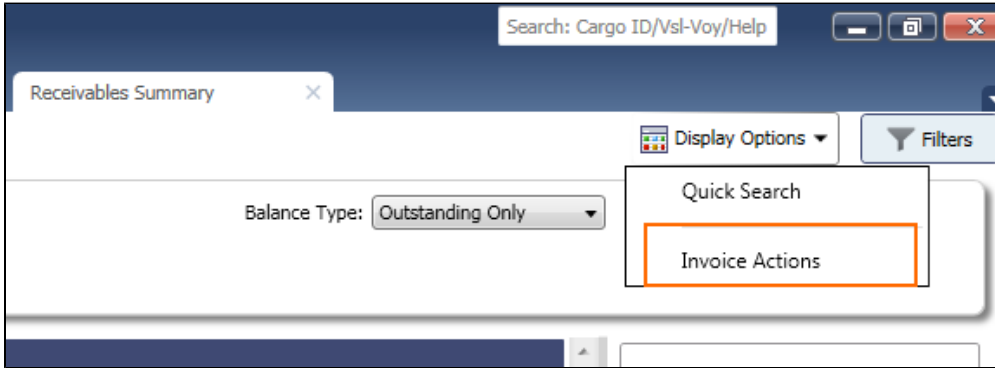 Search: Cargo ID/Vsl-Voy/Help
Receivables Summary
Display Options
Filters
Quick Search
Balance Type: Outstanding Only
Invoice Actions